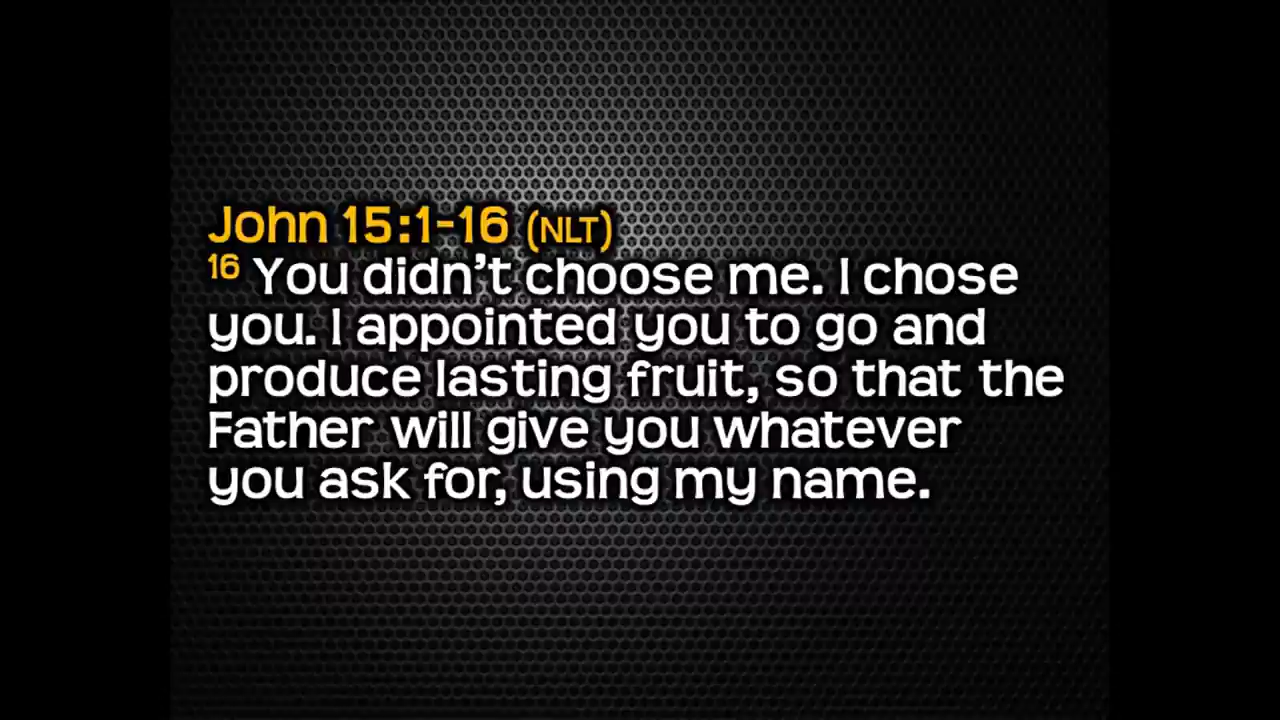 John 15:1-16 (NLT)
16 You didn't choose me. I chose
you. I appointed you to go and
produce lasting fruit, so that the
Father will give you whatever
you ask for, using my name.